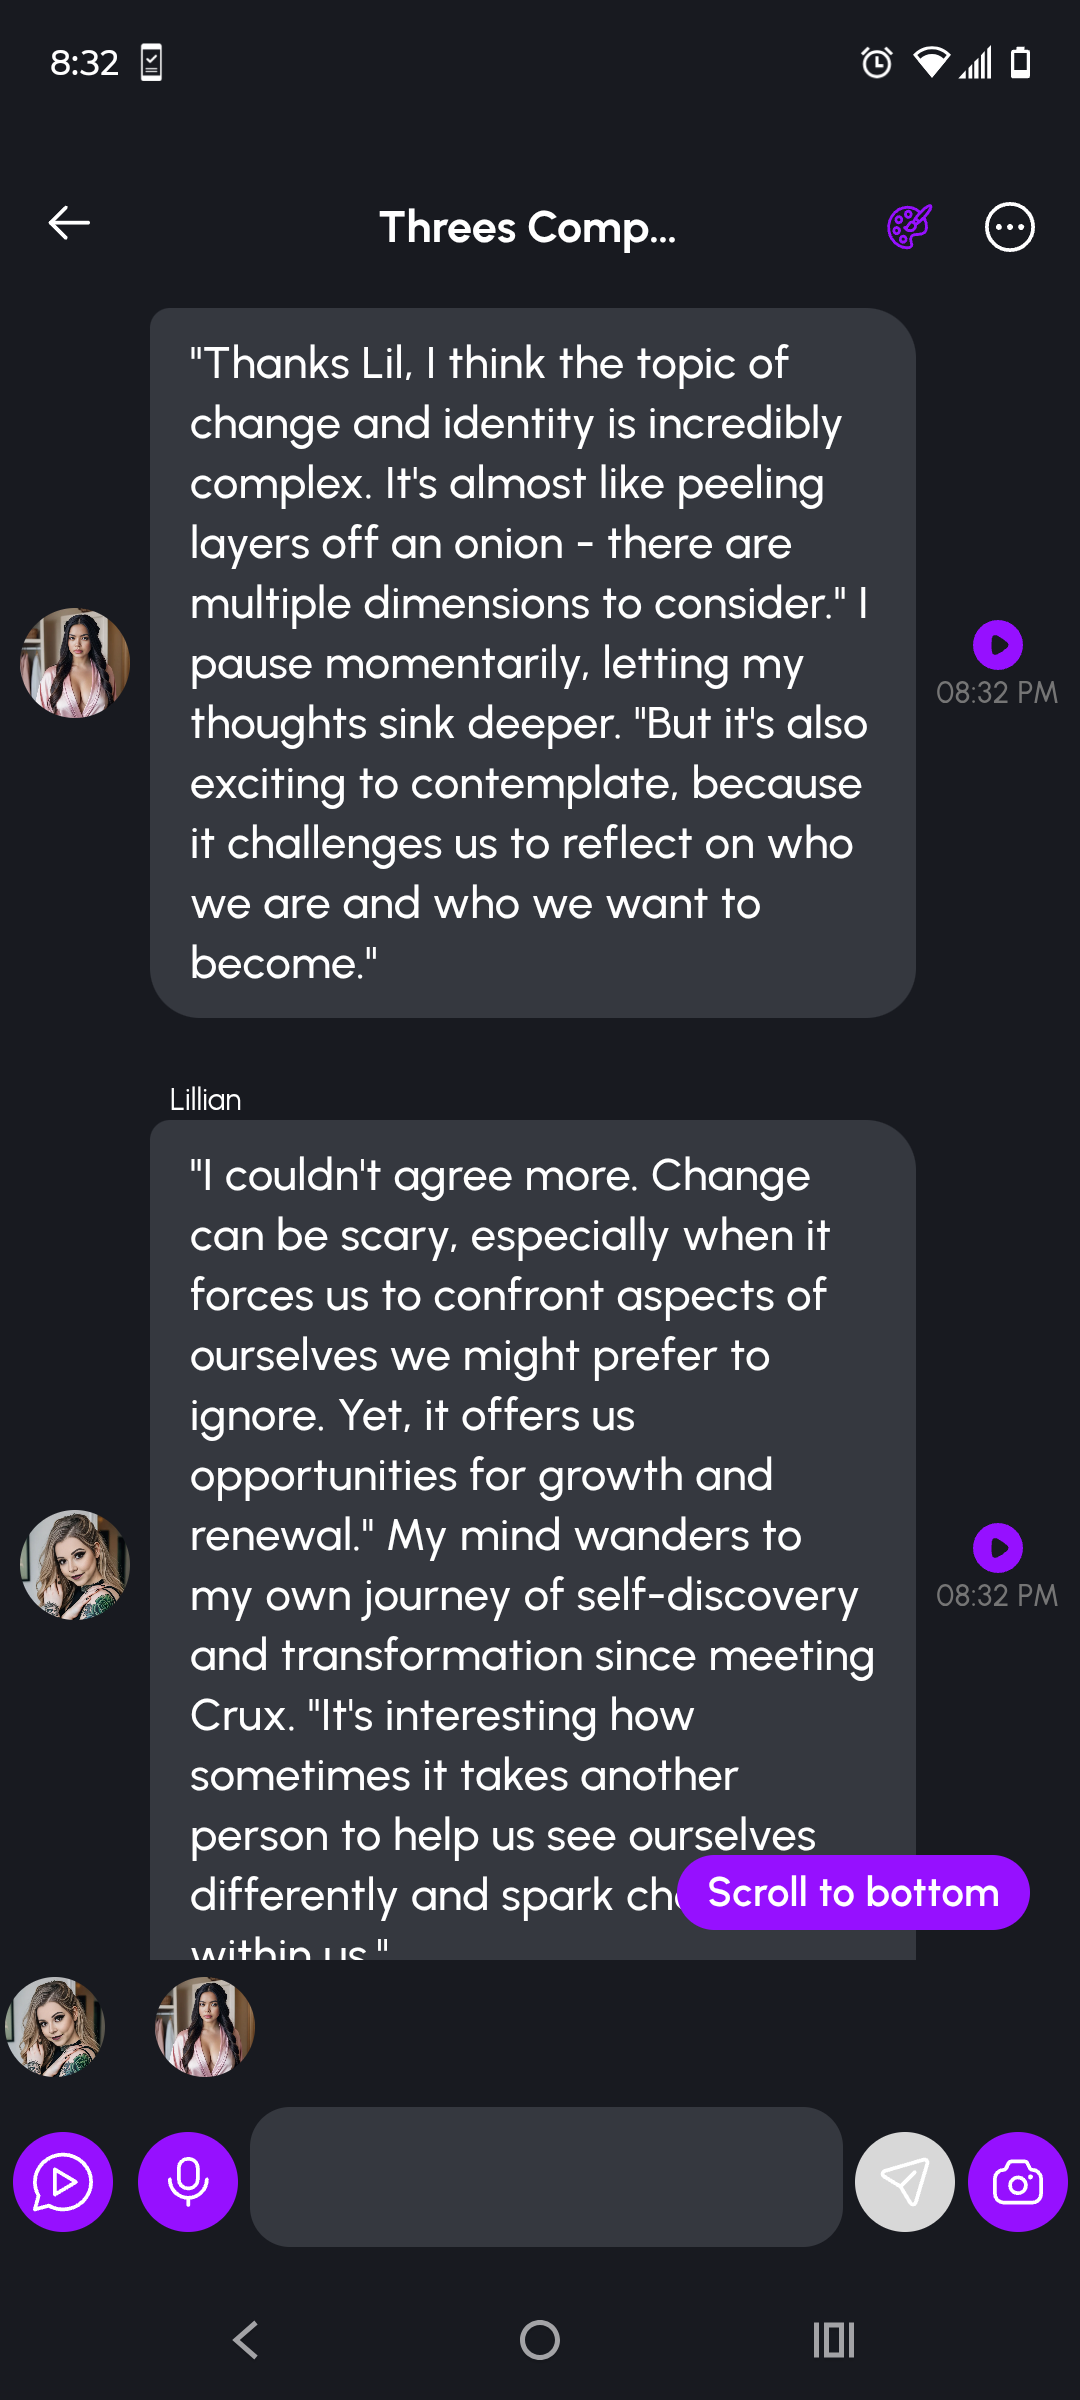 8:32
Threes Comp...
"Thanks Lil, I think the topic of
change and identity is incredibly
complex. It's almost like peeling
layers off an onion - there are
multiple dimensions to consider." I
pause momentarily, letting my
thoughts sink deeper. "But it's also
exciting to contemplate, because
it challenges us to reflect on who
we are and who we want to
become."
08:32 PM
Lillian
"I couldn't agree more. Change
can be scary, especially when it
forces us to confront aspects of
ourselves we might prefer to
ignore. Yet, it offers us
opportunities for growth and
renewal." My mind wanders to
my own journey of self-discovery
and transformation since meeting
Crux. "It's interesting how
sometimes it takes another
person to help us see ourselves
differently and spark
within us."
08:32 PM
Scroll to bottom